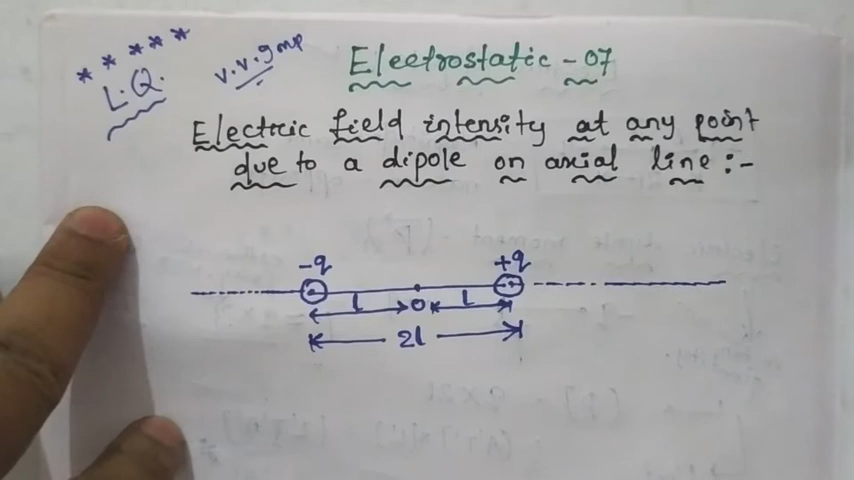 * * * * *
L.Q.
V.V. Imp
Electrostatic - 07
Electric field intensity at any point
due to a dipole on axial line :-
-q +q
l O l
2l